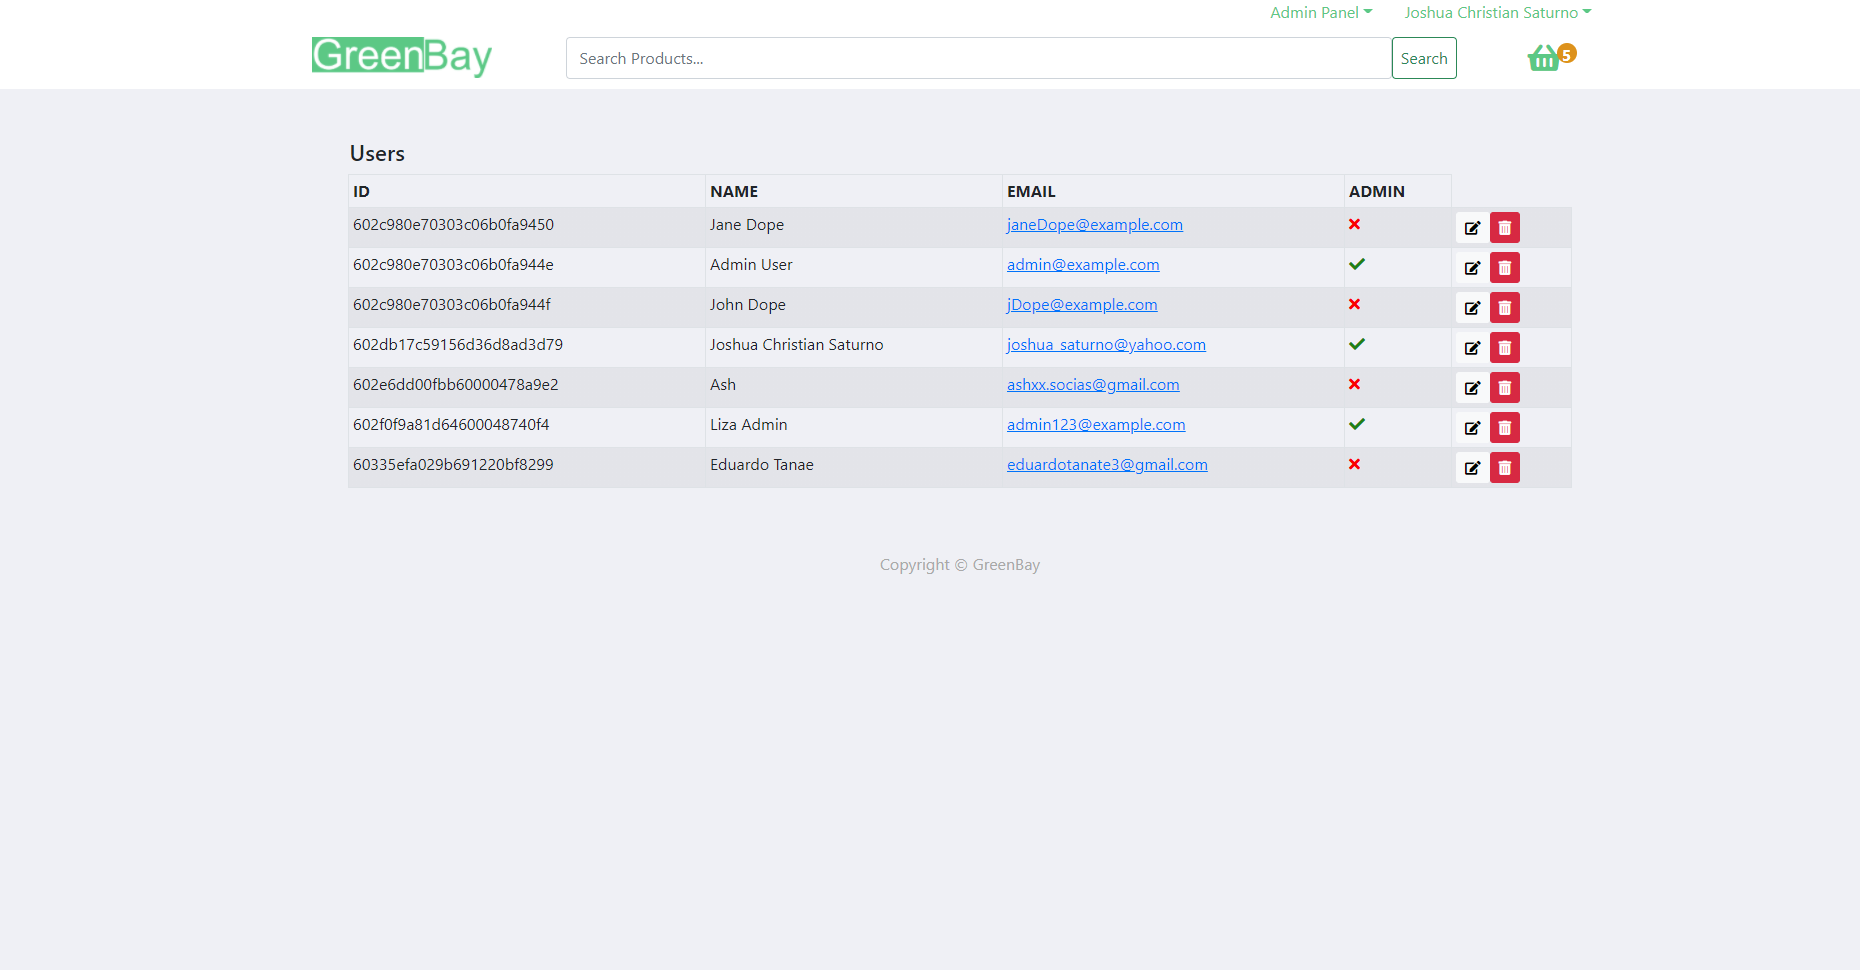 Admin Panel Joshua Christian Saturno
GreenBay Search Products... Search 5
Users
ID NAME EMAIL ADMIN
602c980e70303c06b0fa9450 Jane Dope janeDope@example.com
602c980e70303c06b0fa944e Admin User admin@example.com
602c980e70303c06b0fa944f John Dope jDope@example.com
602db17c59156d36d8ad3d79 Joshua Christian Saturno joshua_saturno@yahoo.com
602e6dd00fbb60000478a9e2 Ash ashxx.socias@gmail.com
602f0f9a81d64600048740f4 Liza Admin admin123@example.com
60335efa029b691220bf8299 Eduardo Tanae eduardotanate3@gmail.com
Copyright © GreenBay